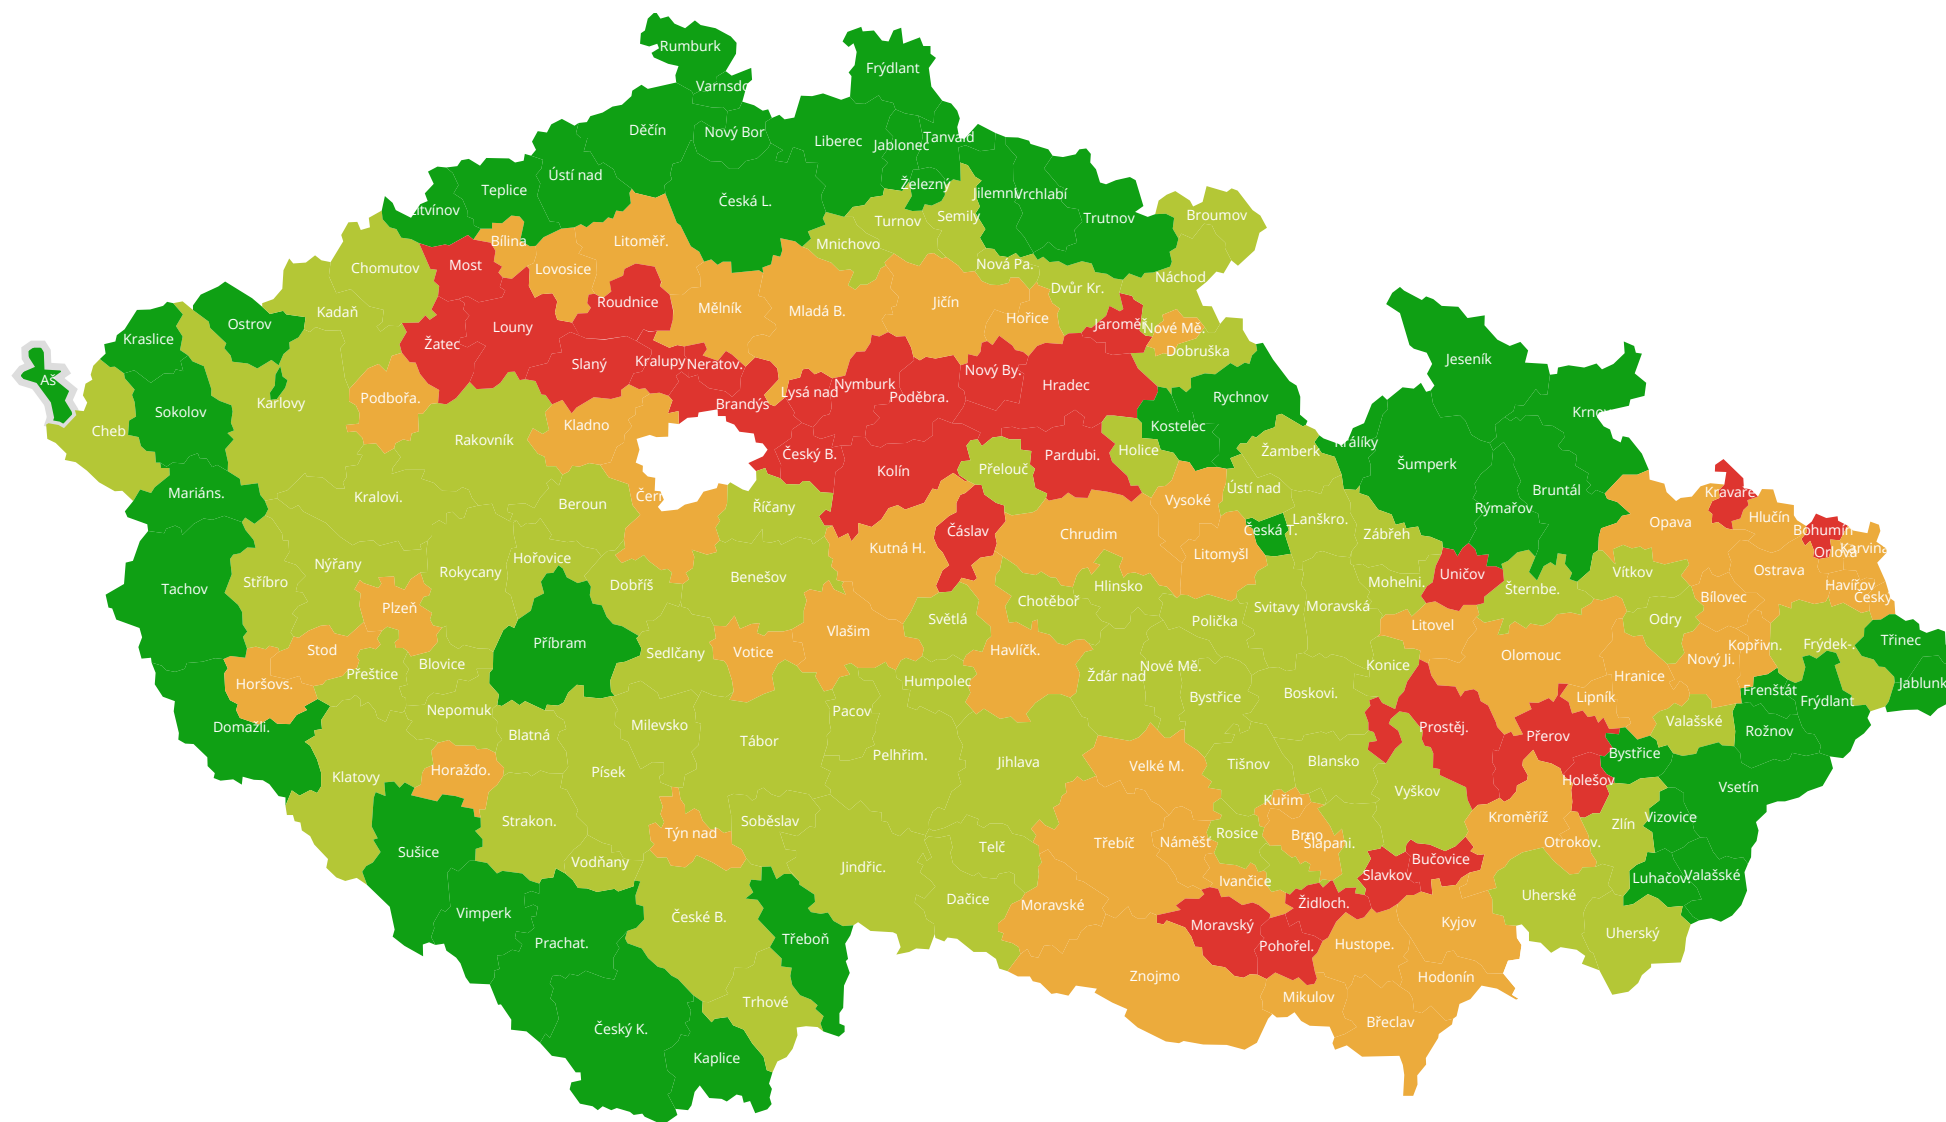 Rumburk
Frýdlant
Varnsdo
Děčín
Nový Bor
Liberec
Jablonec
Tanvald
Ústí nad
Teplice
Železný
Jilemni
Vrchlabí
Česká L.
Litvínov
Turnov
Semily
Trutnov
Broumov
Bílina
Litoměř.
Mnichovo
Most
Lovosice
Chomutov
Nová Pa.
Náchod
Dvůr Kr.
Roudnice
Mělník
Mladá B.
Jičín
Hořice
Kadaň
Ostrov
Louny
Jaroměř
Nové Mě.
Kraslice
Žatec
Dobruška
Jeseník
Slaný
Kralupy
Neratov.
Nový By.
Hradec
Aš
Nymburk
Lysá nad
Poděbra.
Rychnov
Podbořa.
Karlovy
Brandýs
Sokolov
Krnov
Kladno
Kostelec
Cheb
Rakovník
Králíky
Holice
Žamberk
Český B.
Pardubi.
Kolín
Přelouč
Šumperk
Mariáns.
Kralovi.
Ústí nad
Bruntál
Kravaře
Beroun
Čern
Říčany
Vysoké
Rýmařov
Lanškro.
Hlučín
Opava
Česká T.
Čáslav
Chrudim
Zábřeh
Bohumín
Kutná H.
Karviná
Orlová
Litomyšl
Hořovice
Nýřany
Rokycany
Stříbro
Tachov
Dobříš
Benešov
Hlinsko
Mohelni.
Uničov
Vítkov
Ostrava
Havířov
Šternbe.
Český
Bílovec
Chotěboř
Plzeň
Svitavy
Moravská
Světlá
Polička
Odry
Litovel
Vlašim
Příbram
Stod
Votice
Sedlčany
Havlíčk.
Třinec
Frýdek-.
Kopřivn.
Olomouc
Nový Ji.
Blovice
Přeštice
Konice
Nové Mě.
Žďár nad
Hranice
Humpolec
Horšovs.
Jablunk
Frenštát
Frýdlant
Boskovi.
Bystřice
Lipník
Nepomuk
Pacov
Domažli.
Milevsko
Prostěj.
Valašské
Rožnov
Blatná
Tábor
Přerov
Pelhřim.
Bystřice
Jihlava
Blansko
Tišnov
Velké M.
Horažďo.
Písek
Klatovy
Holešov
Vsetín
Vyškov
Kuřim
Strakon.
Soběslav
Kroměříž
Vizovice
Zlín
Týn nad
Rosice
Brno
Šlapani.
Třebíč
Náměšť
Otrokov.
Telč
Sušice
Vodňany
Bučovice
Jindřic.
Slavkov
Valašské
Luhačov.
Ivančice
Uherské
Dačice
Moravské
Židloch.
Vimperk
České B.
Kyjov
Moravský
Uherský
Třeboň
Prachat.
Pohořel.
Hustope.
Znojmo
Hodonín
Mikulov
Trhové
Břeclav
Český K.
Kaplice